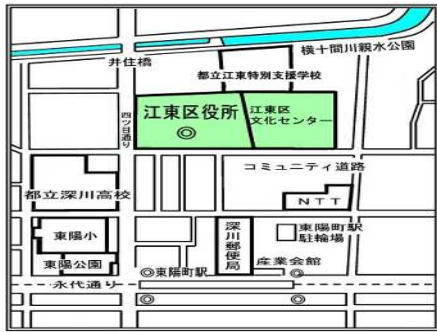 横十間川親水公園
井住橋
都立江東特別支援学校
江東区役所
江東区
文化センター
四ツ目通り
コミュニティ道路
都立深川高校
NTT
東陽小
深川郵便局
東陽町駅
駐輪場
東陽公園
産業会館
東陽町駅
永代通り